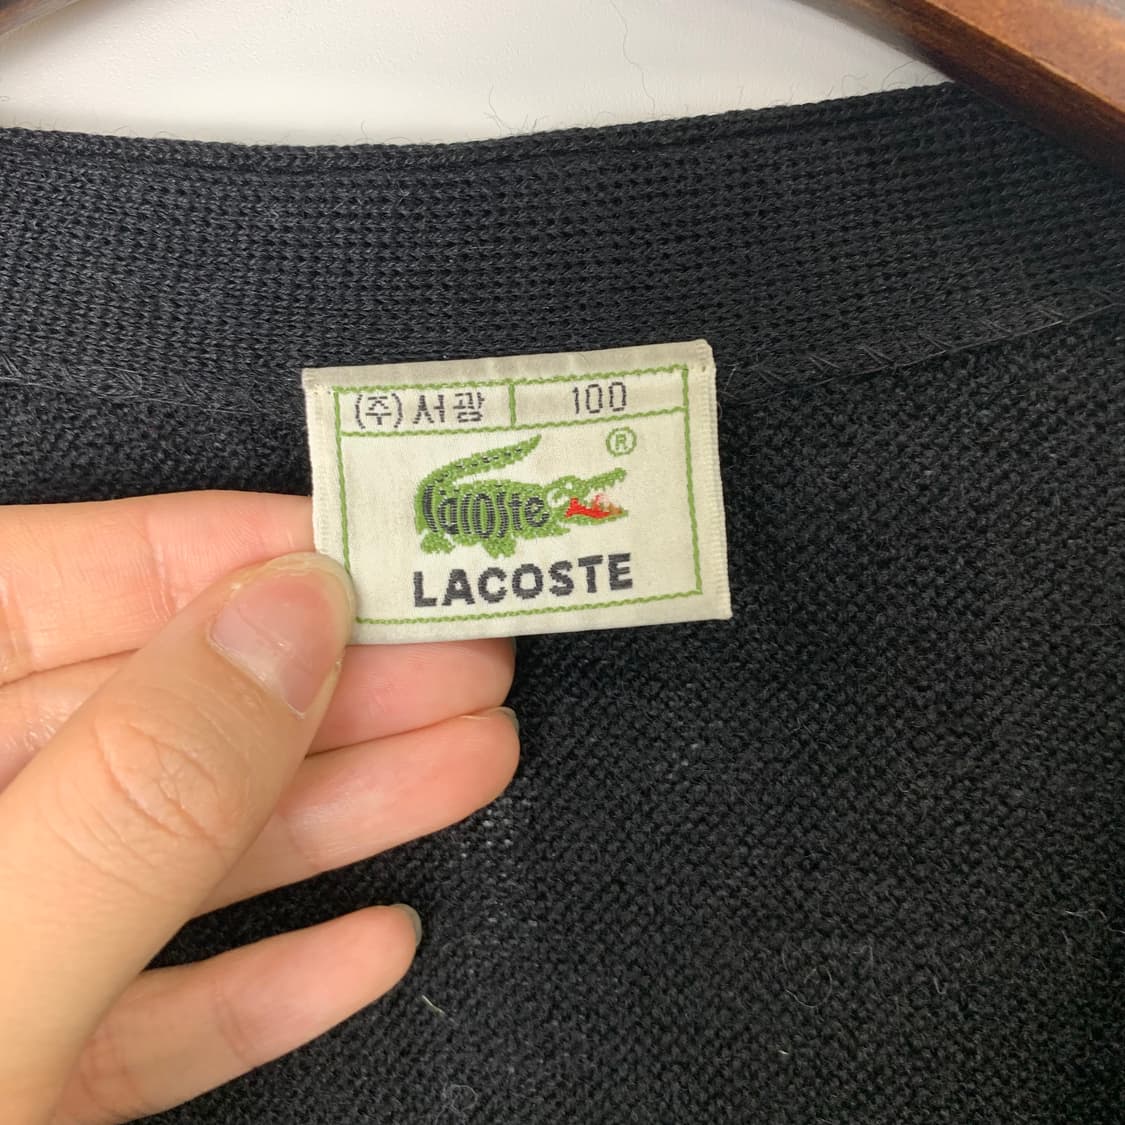 (주)서광 100
®
Lacoste
LACOSTE